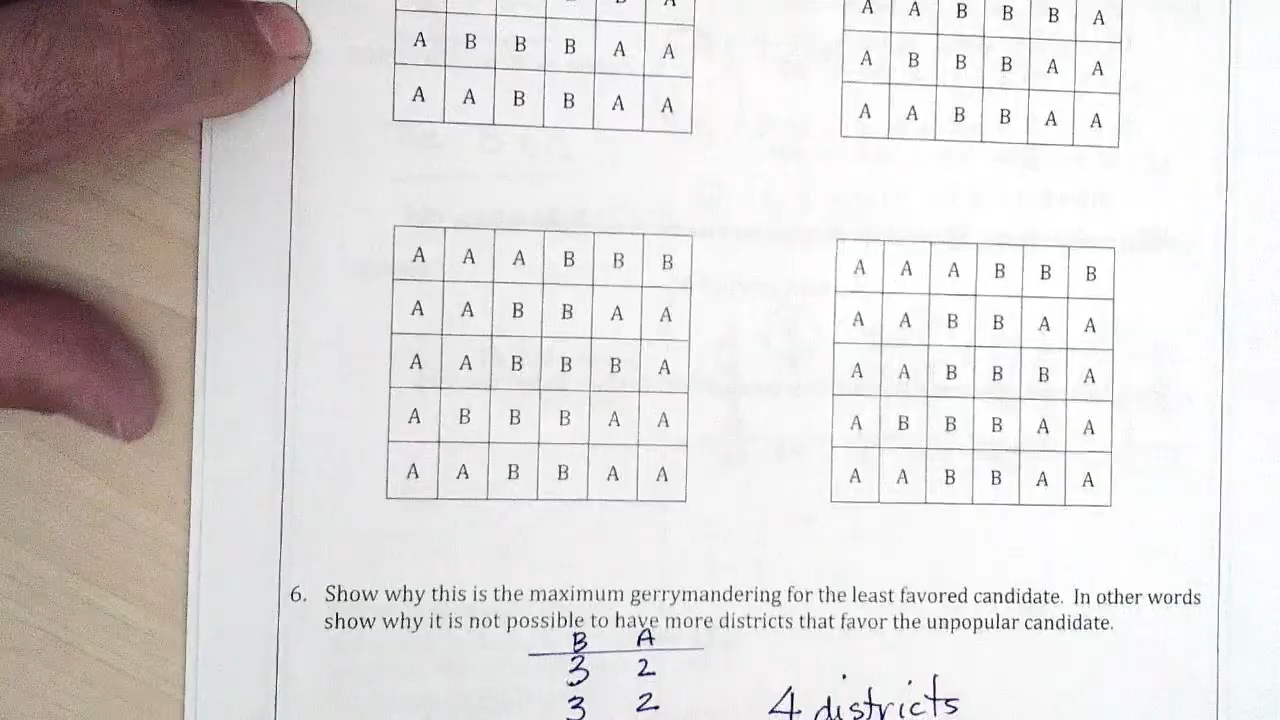 A A A B B B A
A B B B A A A B B B A A
A A B B A A A A B B A A
A A A B B B A A A B B B
A A B B A A A A B B A A
A A B B B A A A B B B A
A B B B A A A B B B A A
A A B B A A A A B B A A
6. Show why this is the maximum gerrymandering for the least favored candidate. In other words
show why it is not possible to have more districts that favor the unpopular candidate.
B A
3 2
3 2 4 districts